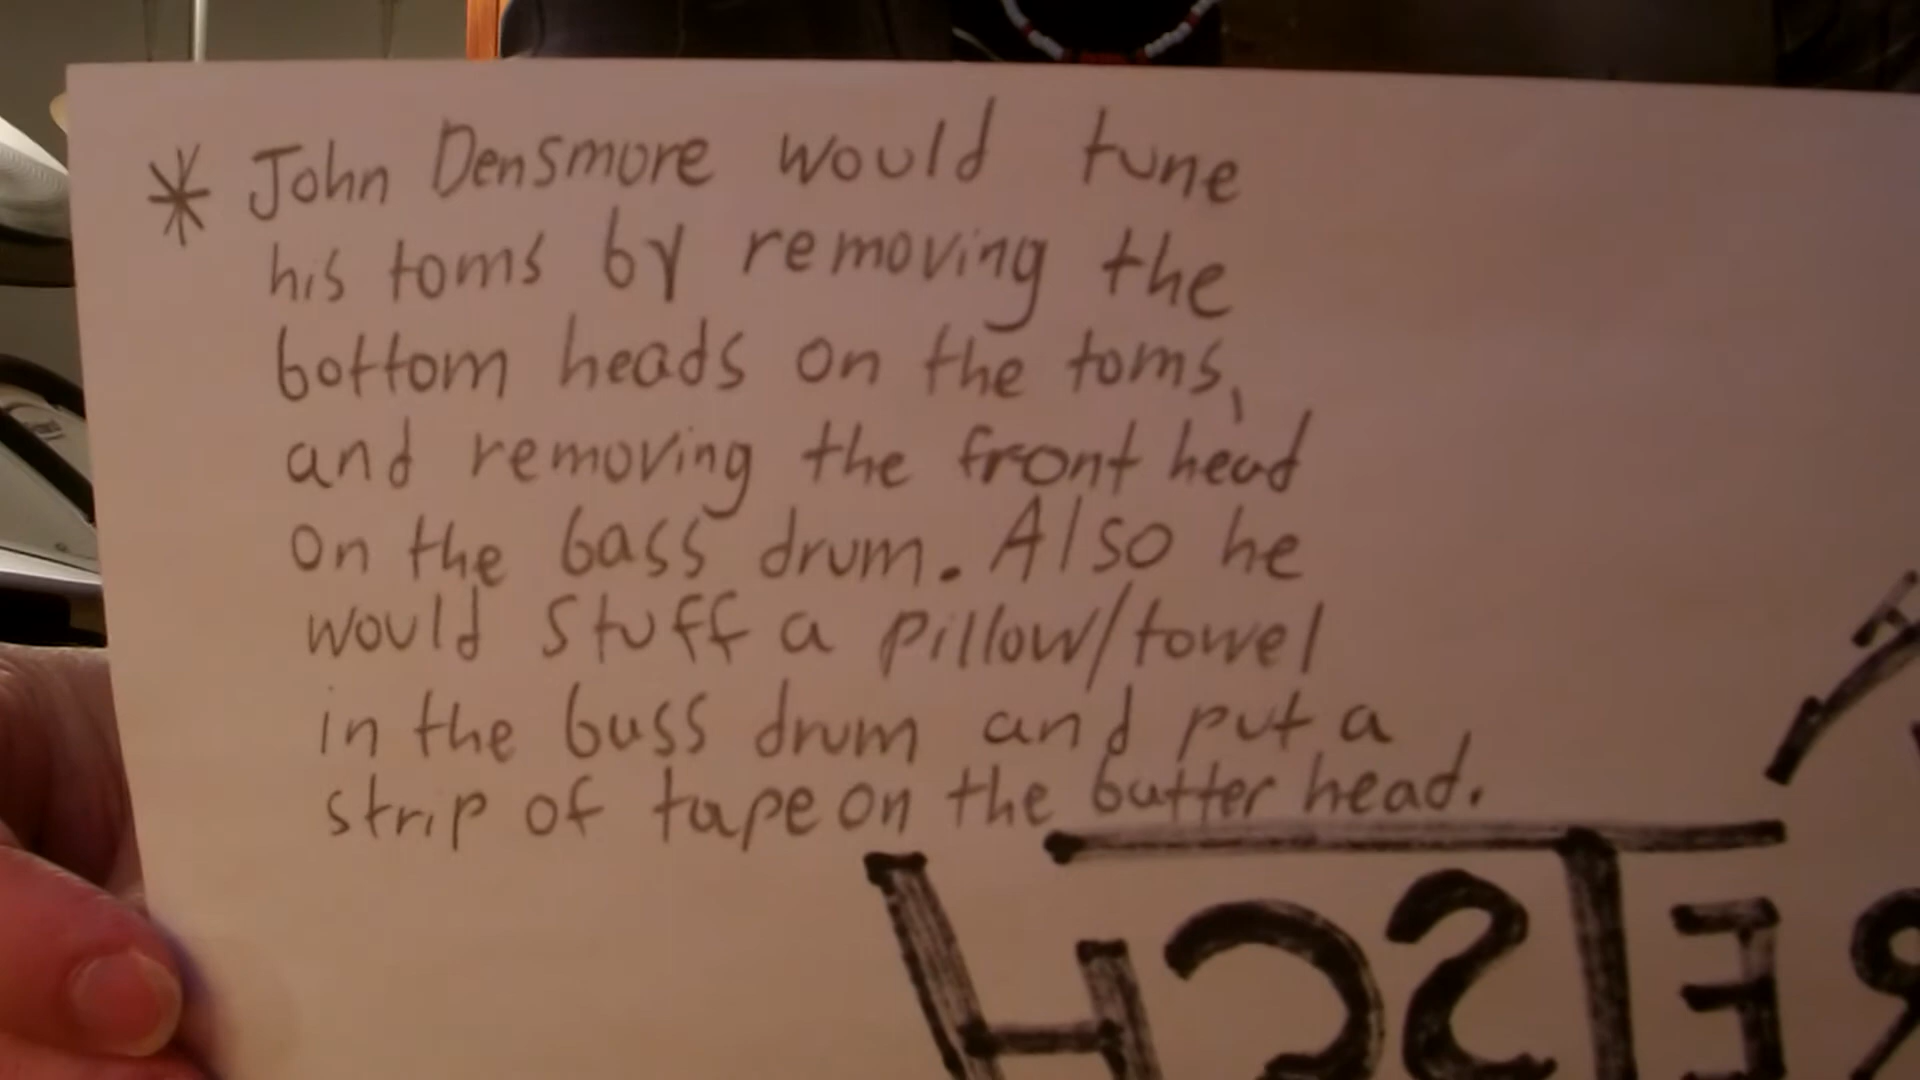 * John Densmore would tune
his toms by removing the
bottom heads on the toms,
and removing the front head
on the bass drum. Also he
would stuff a pillow/towel
in the bass drum and put a
strip of tape on the batter head.